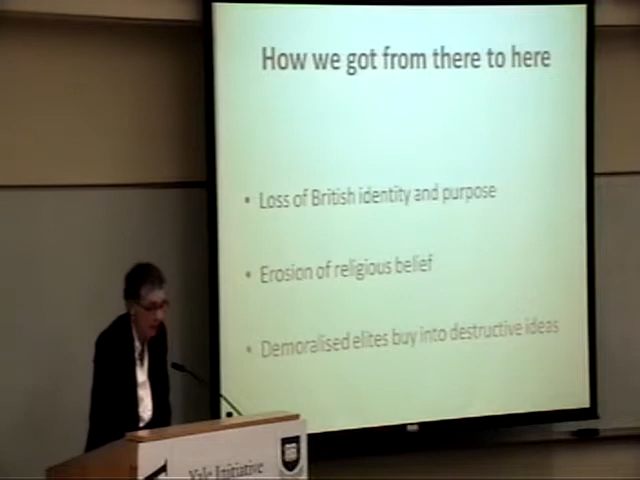 How we got from there to here
• Loss of British identity and purpose
• Erosion of religious belief
• Demoralised elites buy into destructive ideas
Yale Initiative